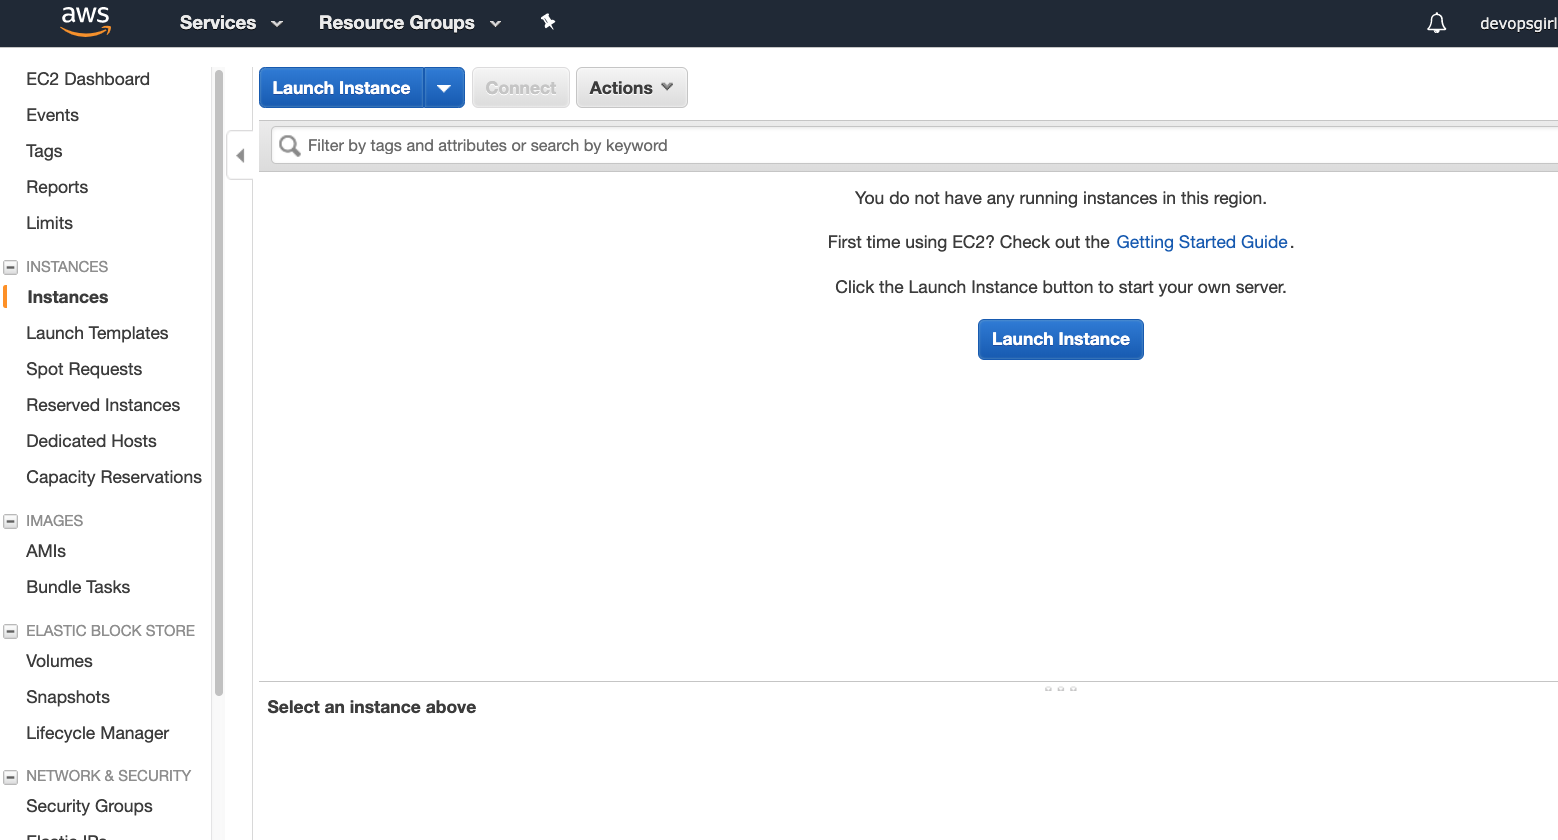 aws Services Resource Groups devopsgirl
EC2 Dashboard
Events
Tags
Reports
Limits
INSTANCES
Instances
Launch Templates
Spot Requests
Reserved Instances
Dedicated Hosts
Capacity Reservations
IMAGES
AMIs
Bundle Tasks
ELASTIC BLOCK STORE
Volumes
Snapshots
Lifecycle Manager
NETWORK & SECURITY
Security Groups
Elastic IPs
Launch Instance Connect Actions
Filter by tags and attributes or search by keyword
You do not have any running instances in this region.
First time using EC2? Check out the Getting Started Guide.
Click the Launch Instance button to start your own server.
Launch Instance
Select an instance above